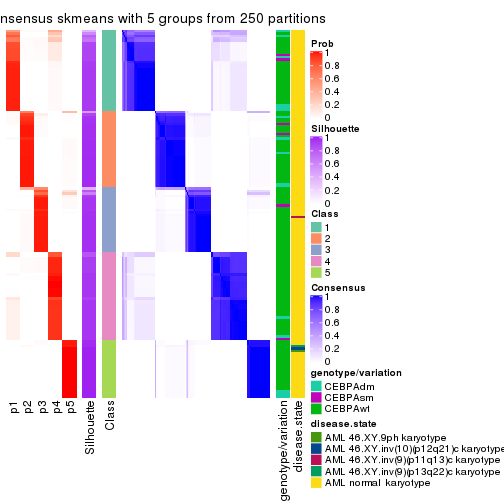 nsensus skmeans with 5 groups from 250 partitions
Prob
1
0.8
0.6
0.4
0.2
0
Silhouette
1
0.8
0.6
0.4
0.2
0
Class
1
2
3
4
5
Consensus
1
0.8
0.6
0.4
0.2
0
genotype/variation
CEBPAdm
CEBPAsm
CEBPAwt
disease.state
AML 46.XY.9ph karyotype
AML 46.XY.inv(10)(p12q21)c karyotype
AML 46.XY.inv(9)(p11q13)c karyotype
AML 46.XY.inv(9)(p13q22)c karyotype
AML normal karyotype
p1
p2
p3
p4
p5
Silhouette
Class
genotype/variation
disease.state